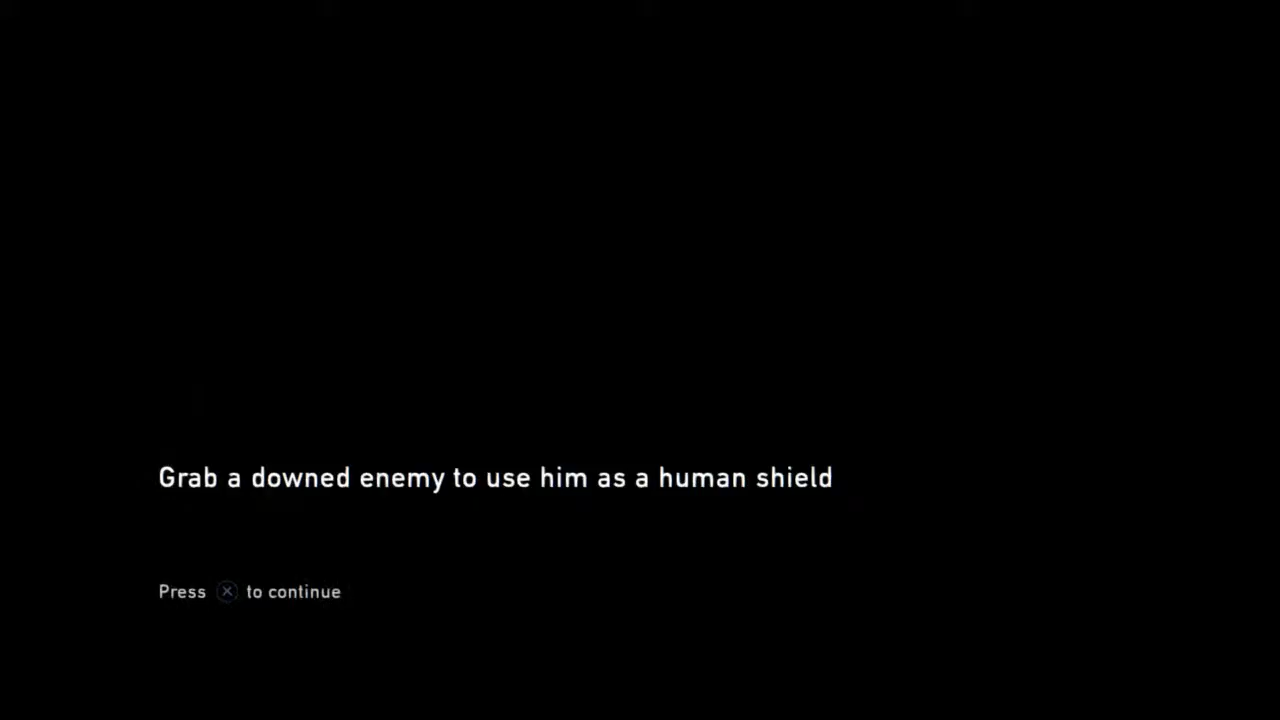 Grab a downed enemy to use him as a human shield
Press ⓧ to continue